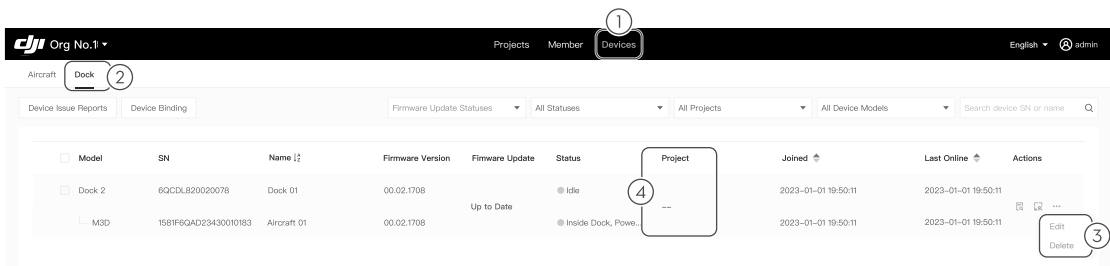 1
dji Org No.1 Projects Member Devices English admin
Aircraft Dock 2
Device Issue Reports Device Binding Firmware Update Statuses All Statuses All Projects All Device Models Search device SN or name
Model SN Name Firmware Version Fimware Update Status Project Joined Last Online Actions
Dock 2 6QCDL820020078 Dock 01 00.02.1708 Idle 4 2023-01-01 19:50:11 2023-01-01 19:50:11
Up to Date -- ...
M3D 1581F6QAD23430010183 Aircraft 01 00.02.1708 Inside Dock, Powe... 2023-01-01 19:50:11 2023-01-01 19:50:11
Edit 3
Delete